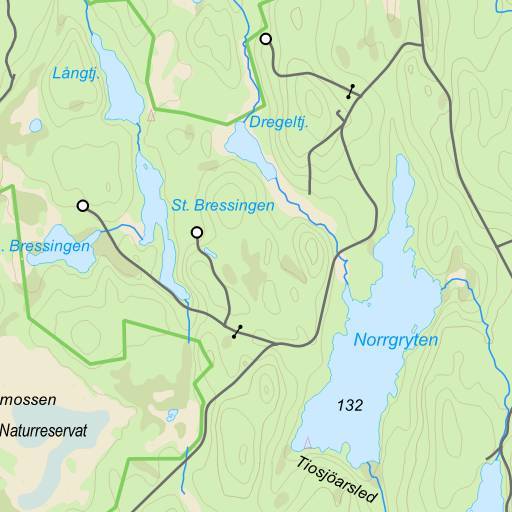 Långtj.
Dregeltj.
St. Bressingen
. Bressingen
Norrgryten
mossen
132
Naturreservat
Tiosjöarsled